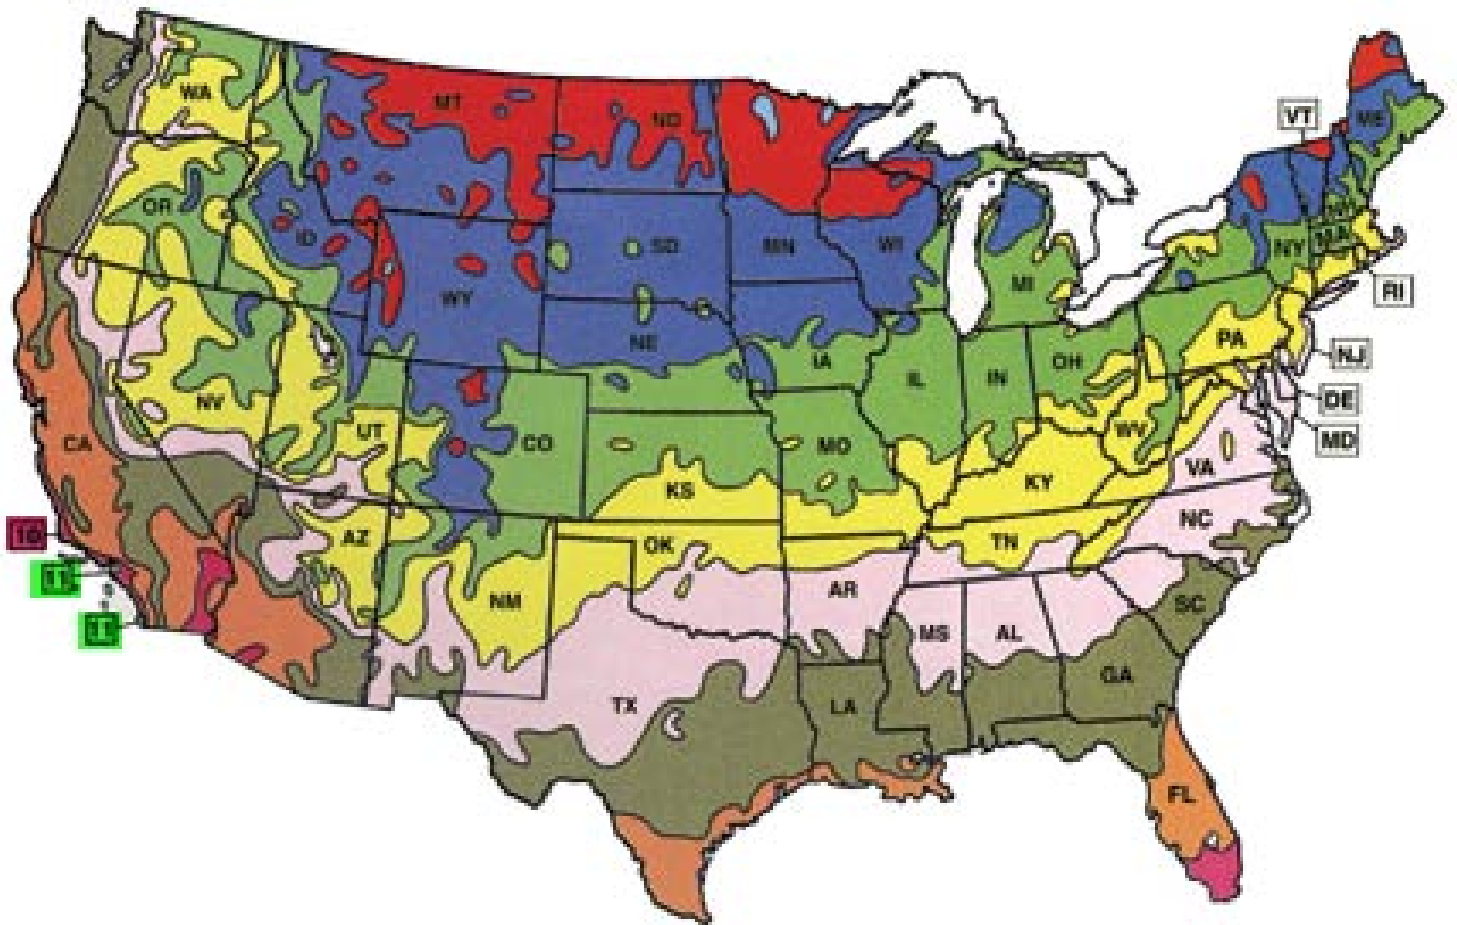 WA
MT
ND
VT
ME
OR
ID
SD
MN
WI
NH
MA
NY
MI
WY
RI
NE
IA
PA
NJ
IL
IN
OH
NV
DE
CA
UT
CO
MO
WV
MD
VA
KS
KY
NC
10
AZ
OK
TN
11
NM
AR
SC
11
MS
AL
GA
TX
LA
FL